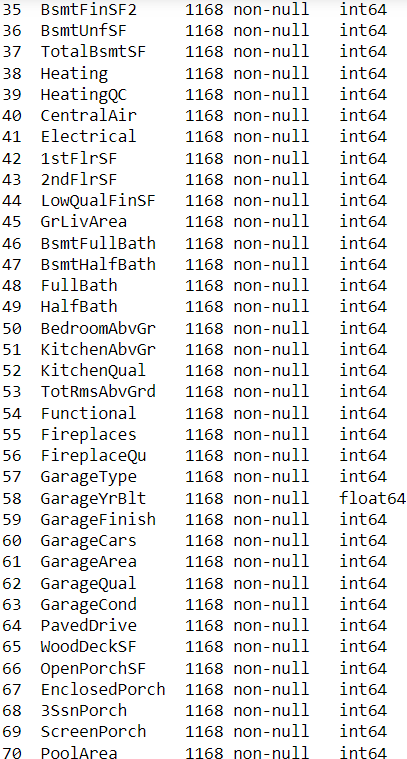 35 BsmtFinSF2 1168 non-null int64
36 BsmtUnfSF 1168 non-null int64
37 TotalBsmtSF 1168 non-null int64
38 Heating 1168 non-null int64
39 HeatingQC 1168 non-null int64
40 CentralAir 1168 non-null int64
41 Electrical 1168 non-null int64
42 1stFlrSF 1168 non-null int64
43 2ndFlrSF 1168 non-null int64
44 LowQualFinSF 1168 non-null int64
45 GrLivArea 1168 non-null int64
46 BsmtFullBath 1168 non-null int64
47 BsmtHalfBath 1168 non-null int64
48 FullBath 1168 non-null int64
49 HalfBath 1168 non-null int64
50 BedroomAbvGr 1168 non-null int64
51 KitchenAbvGr 1168 non-null int64
52 KitchenQual 1168 non-null int64
53 TotRmsAbvGrd 1168 non-null int64
54 Functional 1168 non-null int64
55 Fireplaces 1168 non-null int64
56 FireplaceQu 1168 non-null int64
57 GarageType 1168 non-null int64
58 GarageYrBlt 1168 non-null float64
59 GarageFinish 1168 non-null int64
60 GarageCars 1168 non-null int64
61 GarageArea 1168 non-null int64
62 GarageQual 1168 non-null int64
63 GarageCond 1168 non-null int64
64 PavedDrive 1168 non-null int64
65 WoodDeckSF 1168 non-null int64
66 OpenPorchSF 1168 non-null int64
67 EnclosedPorch 1168 non-null int64
68 3SsnPorch 1168 non-null int64
69 ScreenPorch 1168 non-null int64
70 PoolArea 1168 non-null int64